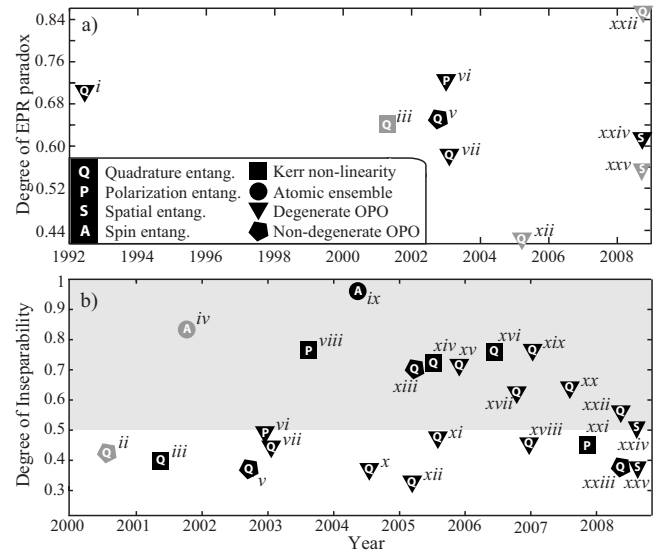 a)
Degree of EPR paradox
0.84
0.76
0.68
0.60
0.52
0.44
Q i
Q iii
P vi
Q v
Q vii
Q xii
Q xxii
S xxiv
S xxv
Q Quadrature entang.
P Polarization entang.
S Spatial entang.
A Spin entang.
Kerr non-linearity
Atomic ensemble
Degenerate OPO
Non-degenerate OPO
1992 1994 1996 1998 2000 2002 2004 2006 2008
b)
Degree of Inseparability
1
0.9
0.8
0.7
0.6
0.5
0.4
0.3
Q ii
Q iii
A iv
Q v
P vi
Q vii
P viii
A ix
Q x
Q xi
Q xii
Q xiii
Q xiv
Q xv
Q xvi
Q xvii
Q xviii
Q xix
Q xx
P xxi
Q xxii
Q xxiii
S xxiv
S xxv
2000 2001 2002 2003 2004 2005 2006 2007 2008
Year